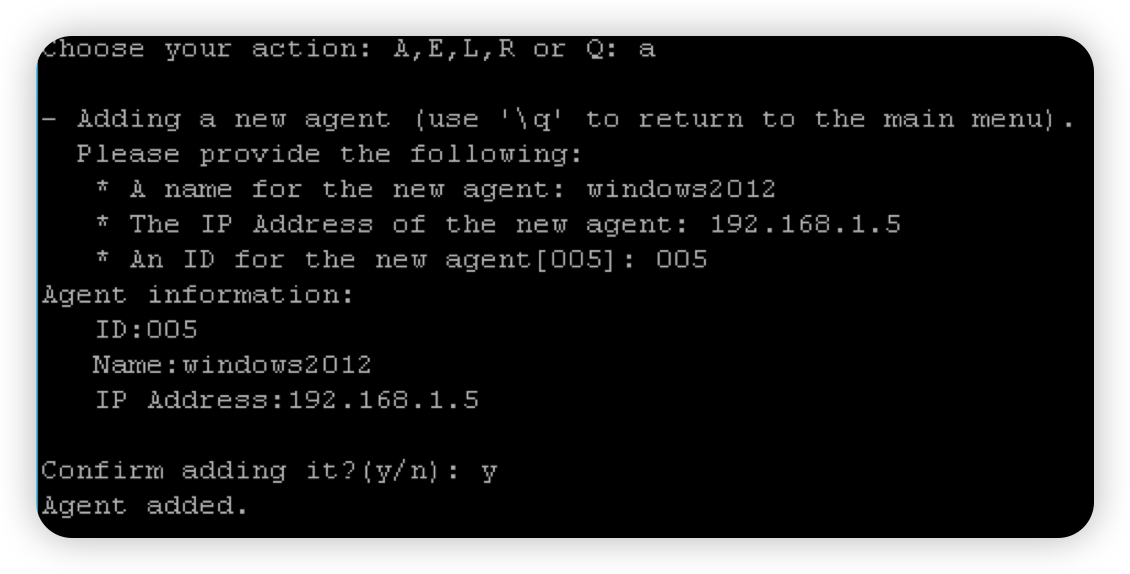 Choose your action: A,E,L,R or Q: a
- Adding a new agent (use '\q' to return to the main menu).
Please provide the following:
* A name for the new agent: windows2012
* The IP Address of the new agent: 192.168.1.5
* An ID for the new agent[005]: 005
Agent information:
ID:005
Name:windows2012
IP Address:192.168.1.5
Confirm adding it?(y/n): y
Agent added.